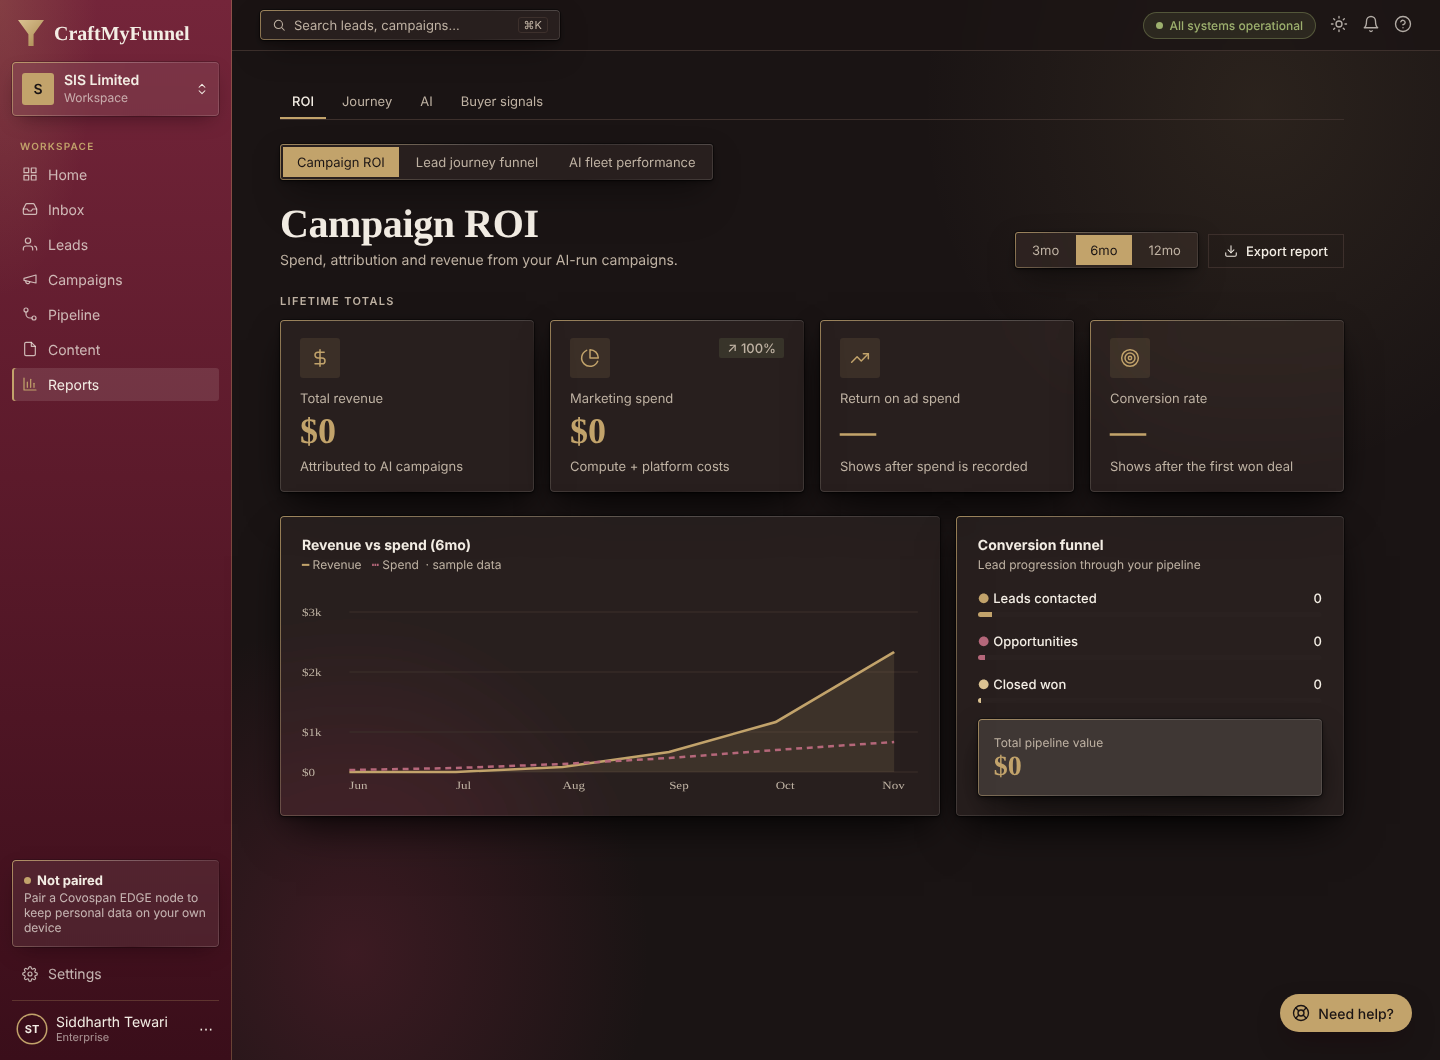 CraftMyFunnel
Search leads, campaigns...
⌘K
All systems operational
S
SIS Limited
Workspace
WORKSPACE
Home
Inbox
Leads
Campaigns
Pipeline
Content
Reports
Not paired
Pair a Covospan EDGE node to
keep personal data on your own
device
Settings
ST
Siddharth Tewari
Enterprise
ROI
Journey
AI
Buyer signals
Campaign ROI
Lead journey funnel
AI fleet performance
Campaign ROI
Spend, attribution and revenue from your AI-run campaigns.
3mo
6mo
12mo
Export report
LIFETIME TOTALS
Total revenue
$0
Attributed to AI campaigns
100%
Marketing spend
$0
Compute + platform costs
Return on ad spend
—
Shows after spend is recorded
Conversion rate
—
Shows after the first won deal
Revenue vs spend (6mo)
Revenue Spend · sample data
$3k
$2k
$1k
$0
Jun Jul Aug Sep Oct Nov
Conversion funnel
Lead progression through your pipeline
Leads contacted 0
Opportunities 0
Closed won 0
Total pipeline value
$0
Need help?